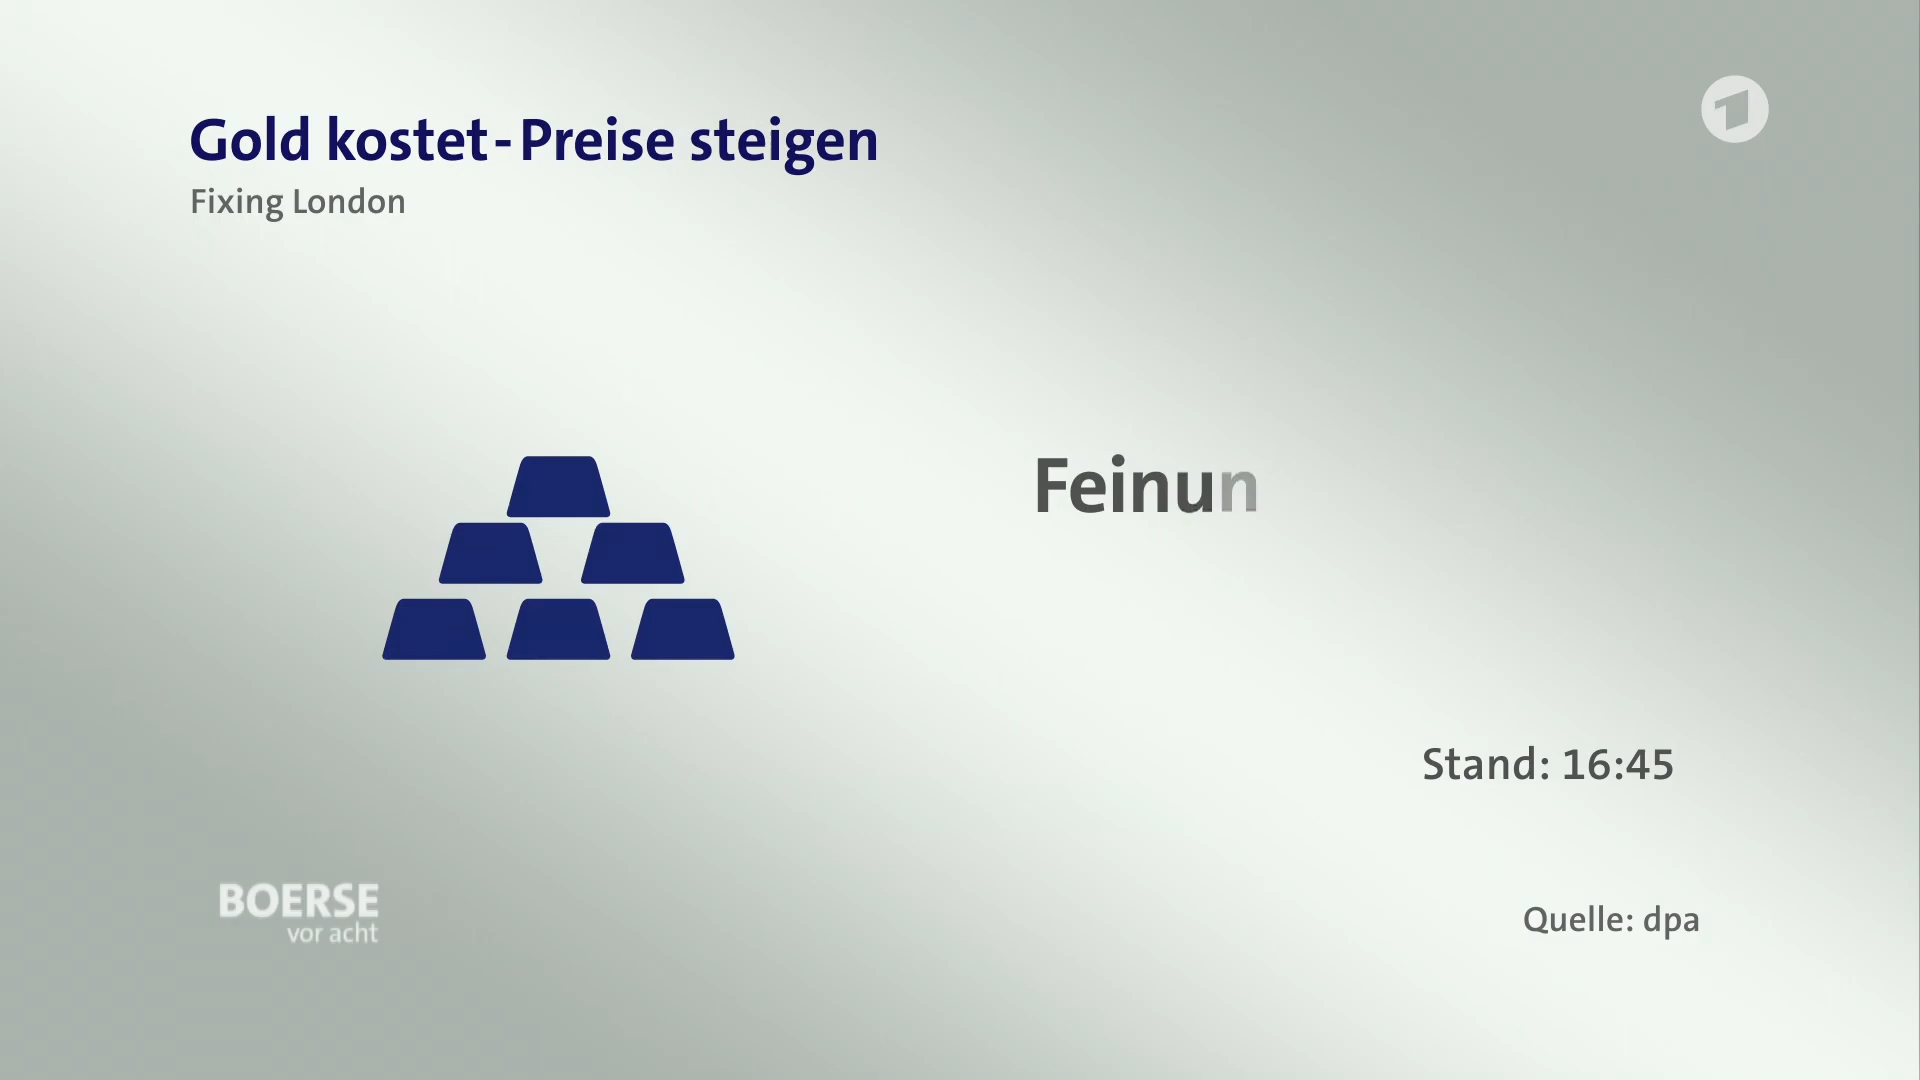 Gold kostet - Preise steigen
Fixing London
Feinun
Stand: 16:45
BOERSE
vor acht
Quelle: dpa